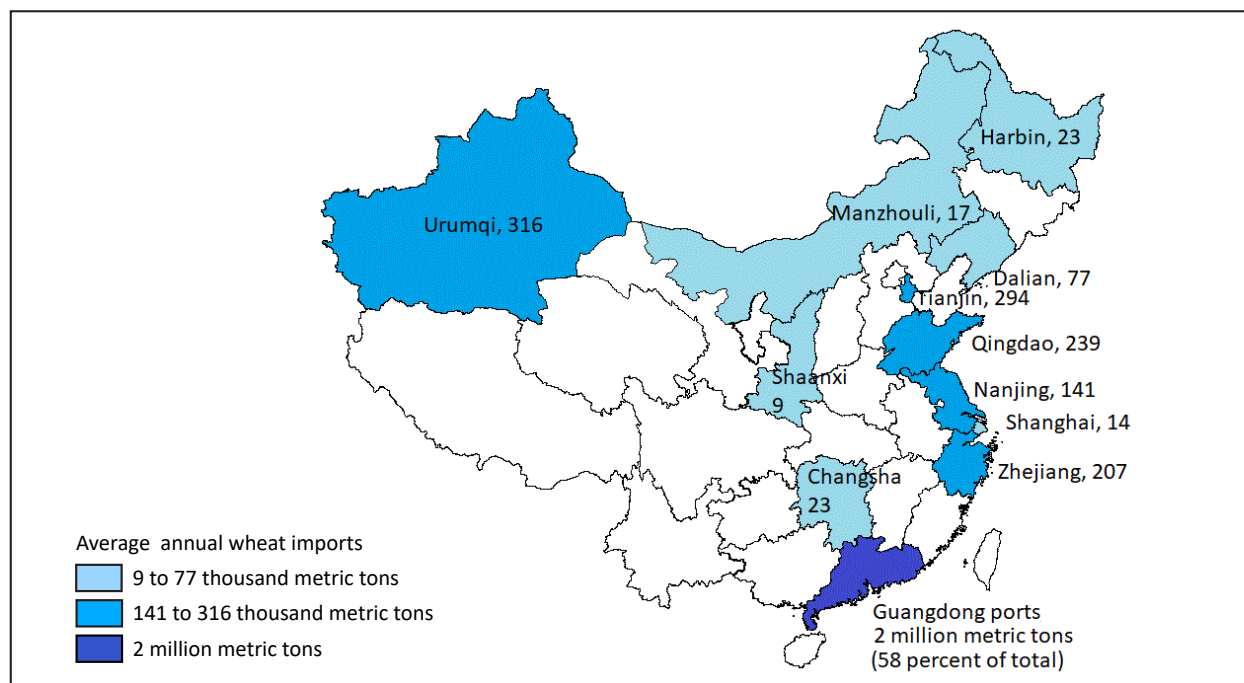 Harbin, 23
Urumqi, 316
Manzhouli, 17
Dalian, 77
Tianjin, 294
Qingdao, 239
Shaanxi
9
Nanjing, 141
Shanghai, 14
Zhejiang, 207
Changsha
23
Average annual wheat imports
9 to 77 thousand metric tons
141 to 316 thousand metric tons
2 million metric tons
Guangdong ports
2 million metric tons
(58 percent of total)